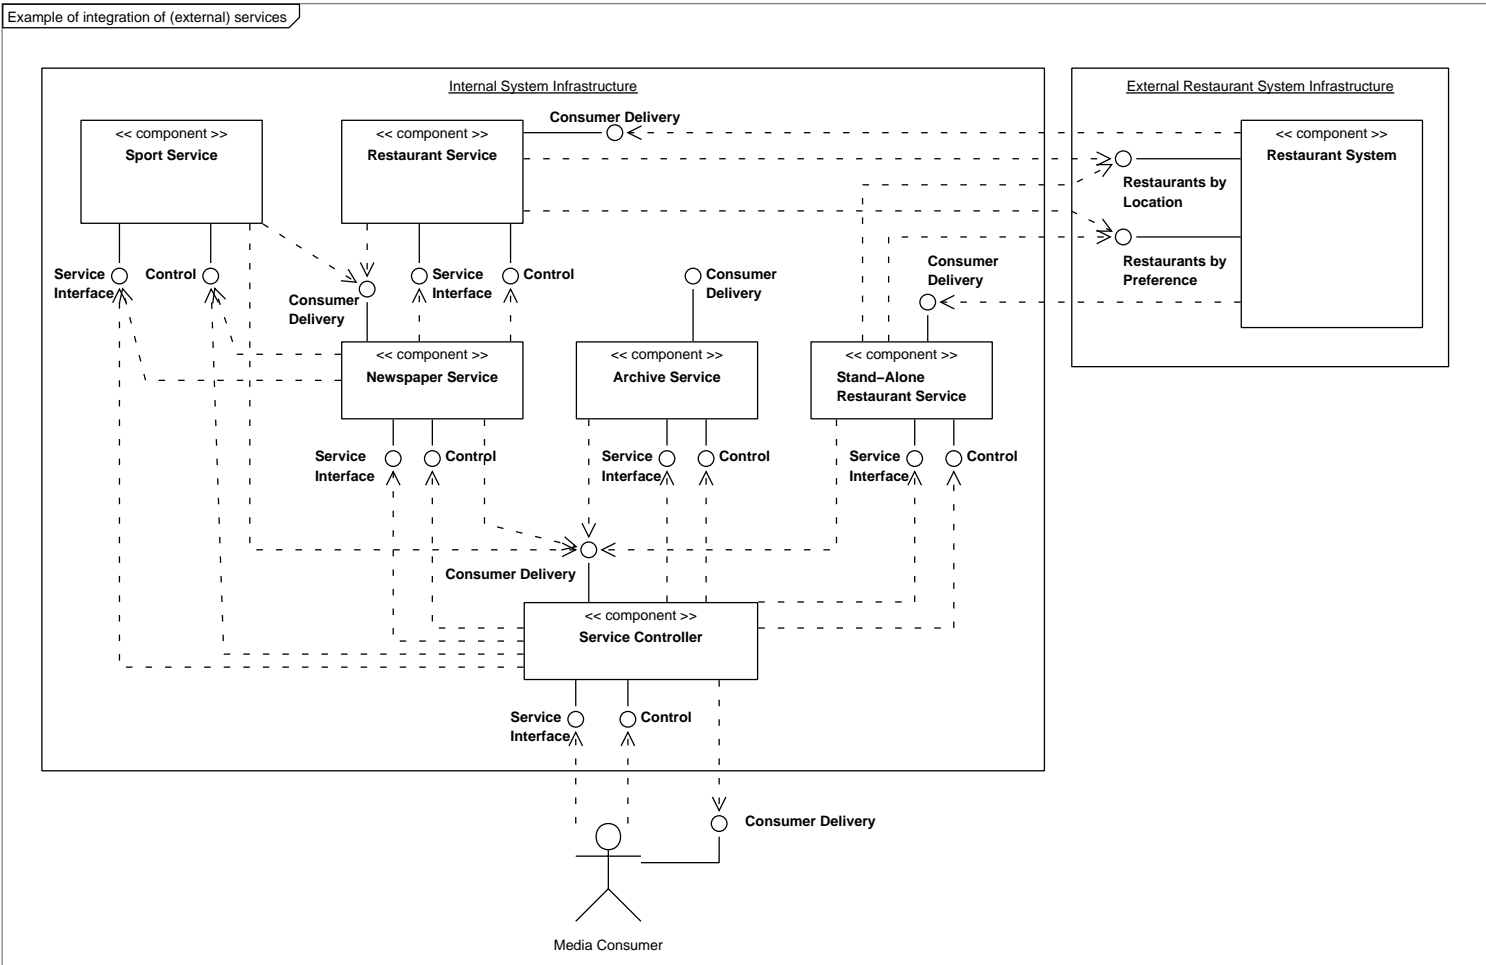 Example of integration of (external) services
Internal System Infrastructure
External Restaurant System Infrastructure
Consumer Delivery
<< component >>
Sport Service
<< component >>
Restaurant Service
<< component >>
Restaurant System
Restaurants by
Location
Restaurants by
Preference
Service
Interface
Control
Consumer
Delivery
Service
Interface
Control
Consumer
Delivery
Consumer
Delivery
<< component >>
Newspaper Service
<< component >>
Archive Service
<< component >>
Stand−Alone
Restaurant Service
Service
Interface
Control
Service
Interface
Control
Service
Interface
Control
Consumer Delivery
<< component >>
Service Controller
Service
Interface
Control
Consumer Delivery
Media Consumer